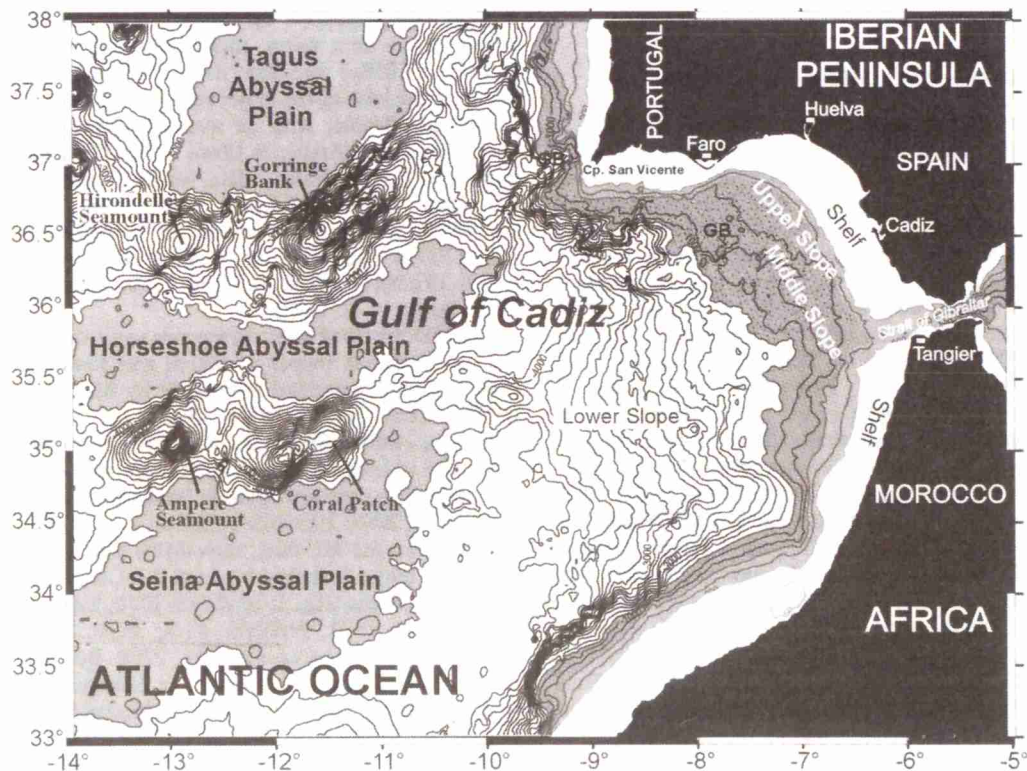 38°
37.5°
37°
36.5°
36°
35.5°
35°
34.5°
34°
33.5°
33°
-14°
-13°
-12°
-11°
-10°
-9°
-8°
-7°
-6°
-5°
Tagus
Abyssal
Plain
Gorringe
Bank
Hirondelle
Seamount
PORTUGAL
IBERIAN
PENINSULA
Huelva
Faro
Cp. San Vicente
SPAIN
Cadiz
Upper Slope
Shelf
GB
Middle Slope
Strait of Gibraltar
Tangier
Gulf of Cadiz
Horseshoe Abyssal Plain
Lower Slope
Shelf
Ampere
Seamount
Coral Patch
MOROCCO
Seina Abyssal Plain
AFRICA
ATLANTIC OCEAN